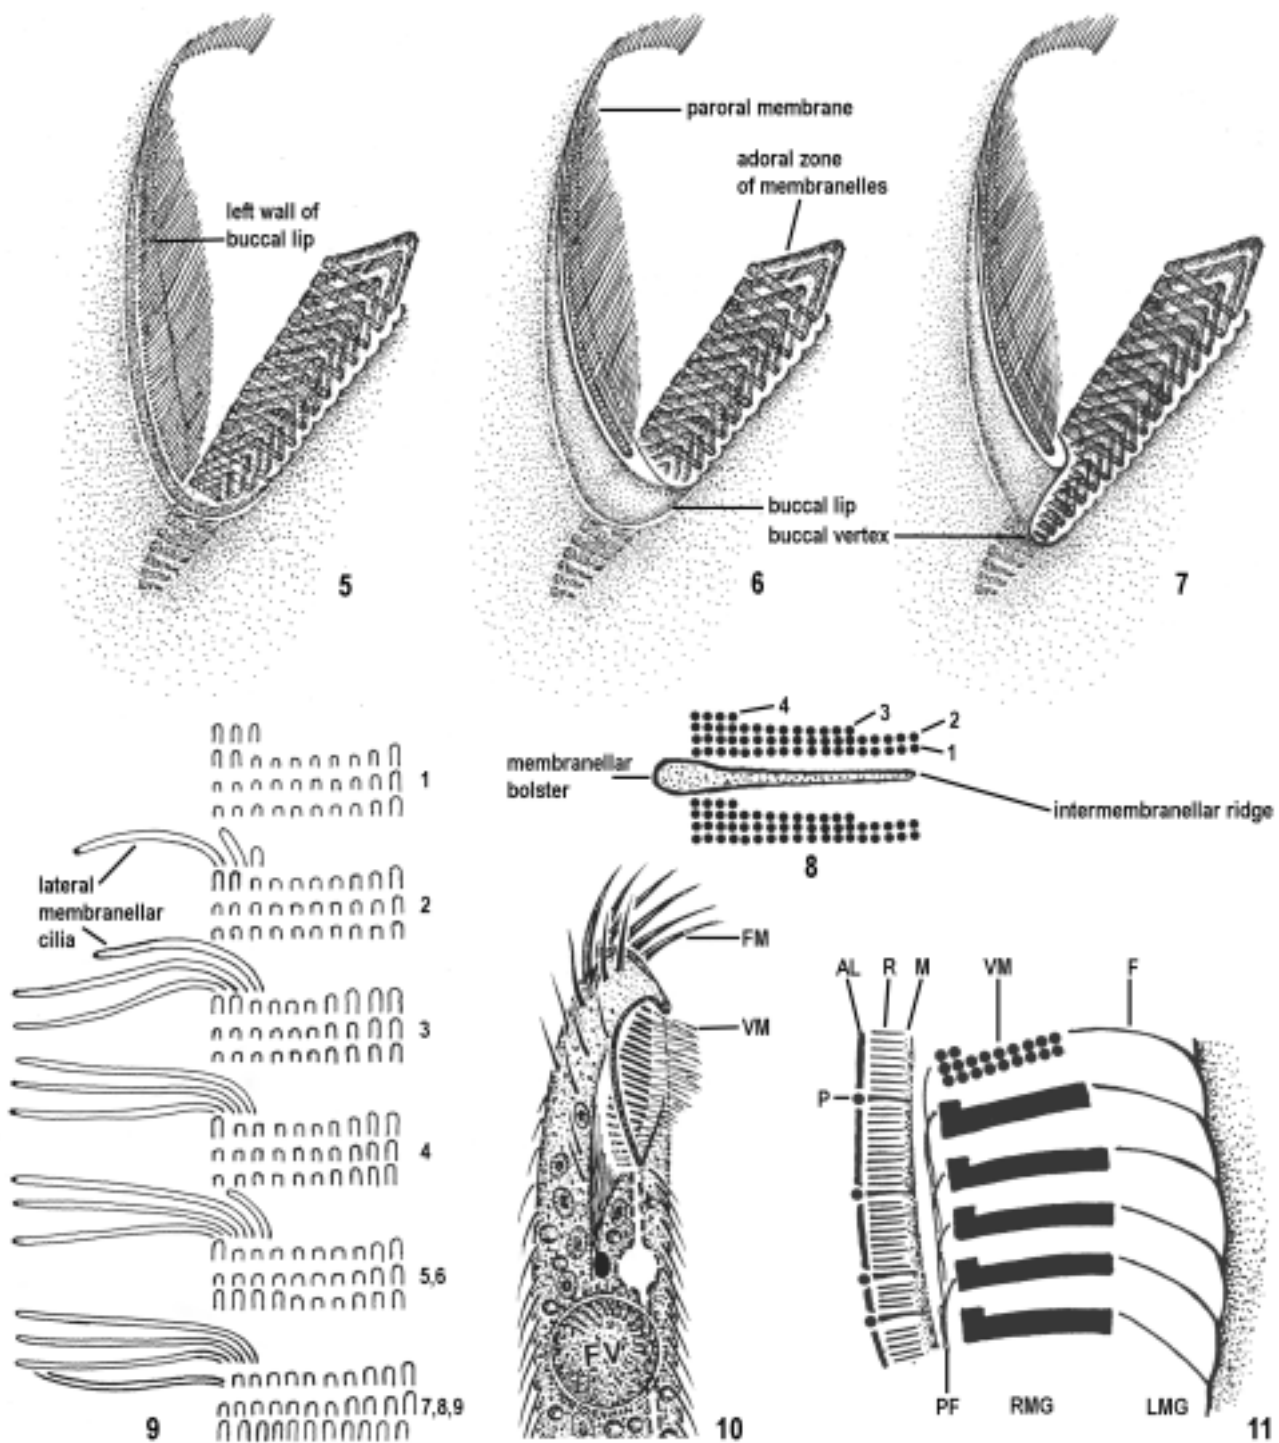 paroral membrane
adoral zone
of membranelles
left wall of
buccal lip
buccal lip
buccal vertex
5
6
7
4
3
2
1
membranellar
bolster
intermembranellar ridge
8
1
lateral
membranellar
cilia
2
3
4
5,6
7,8,9
9
FM
VM
FV
10
AL R M VM F
P
PF RMG LMG
11